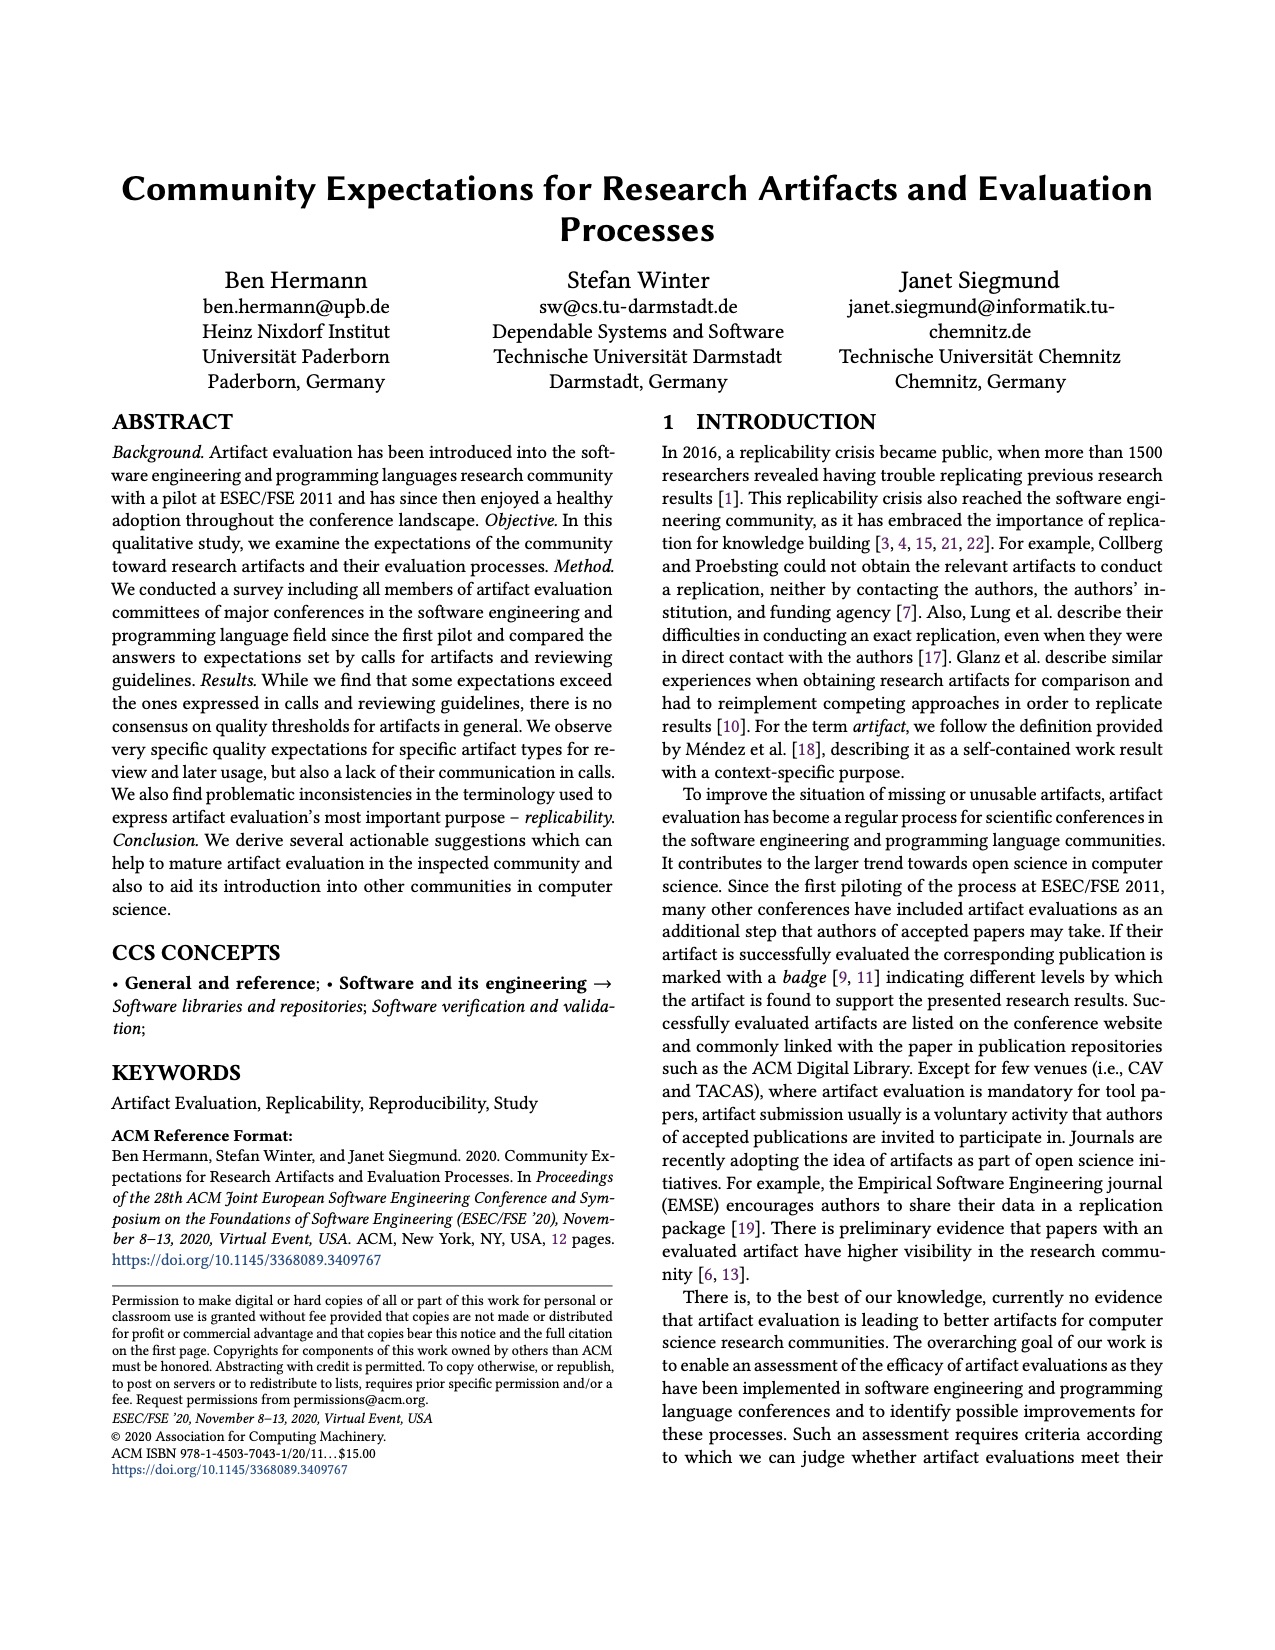 Community Expectations for Research Artifacts and Evaluation
Processes
Ben Hermann
ben.hermann@upb.de
Heinz Nixdorf Institut
Universität Paderborn
Paderborn, Germany
Stefan Winter
sw@cs.tu-darmstadt.de
Dependable Systems and Software
Technische Universität Darmstadt
Darmstadt, Germany
Janet Siegmund
janet.siegmund@informatik.tu-
chemnitz.de
Technische Universität Chemnitz
Chemnitz, Germany
ABSTRACT
Background. Artifact evaluation has been introduced into the soft-
ware engineering and programming languages research community
with a pilot at ESEC/FSE 2011 and has since then enjoyed a healthy
adoption throughout the conference landscape. Objective. In this
qualitative study, we examine the expectations of the community
toward research artifacts and their evaluation processes. Method.
We conducted a survey including all members of artifact evaluation
committees of major conferences in the software engineering and
programming language field since the first pilot and compared the
answers to expectations set by calls for artifacts and reviewing
guidelines. Results. While we find that some expectations exceed
the ones expressed in calls and reviewing guidelines, there is no
consensus on quality thresholds for artifacts in general. We observe
very specific quality expectations for specific artifact types for re-
view and later usage, but also a lack of their communication in calls.
We also find problematic inconsistencies in the terminology used to
express artifact evaluation's most important purpose – replicability.
Conclusion. We derive several actionable suggestions which can
help to mature artifact evaluation in the inspected community and
also to aid its introduction into other communities in computer
science.
CCS CONCEPTS
• General and reference; • Software and its engineering →
Software libraries and repositories; Software verification and valida-
tion;
KEYWORDS
Artifact Evaluation, Replicability, Reproducibility, Study
ACM Reference Format:
Ben Hermann, Stefan Winter, and Janet Siegmund. 2020. Community Ex-
pectations for Research Artifacts and Evaluation Processes. In Proceedings
of the 28th ACM Joint European Software Engineering Conference and Sym-
posium on the Foundations of Software Engineering (ESEC/FSE '20), Novem-
ber 8–13, 2020, Virtual Event, USA. ACM, New York, NY, USA, 12 pages.
https://doi.org/10.1145/3368089.3409767
Permission to make digital or hard copies of all or part of this work for personal or
classroom use is granted without fee provided that copies are not made or distributed
for profit or commercial advantage and that copies bear this notice and the full citation
on the first page. Copyrights for components of this work owned by others than ACM
must be honored. Abstracting with credit is permitted. To copy otherwise, or republish,
to post on servers or to redistribute to lists, requires prior specific permission and/or a
fee. Request permissions from permissions@acm.org.
ESEC/FSE '20, November 8–13, 2020, Virtual Event, USA
© 2020 Association for Computing Machinery.
ACM ISBN 978-1-4503-7043-1/20/11...$15.00
https://doi.org/10.1145/3368089.3409767
1 INTRODUCTION
In 2016, a replicability crisis became public, when more than 1500
researchers revealed having trouble replicating previous research
results [1]. This replicability crisis also reached the software engi-
neering community, as it has embraced the importance of replica-
tion for knowledge building [3, 4, 15, 21, 22]. For example, Collberg
and Proebsting could not obtain the relevant artifacts to conduct
a replication, neither by contacting the authors, the authors' in-
stitution, and funding agency [7]. Also, Lung et al. describe their
difficulties in conducting an exact replication, even when they were
in direct contact with the authors [17]. Glanz et al. describe similar
experiences when obtaining research artifacts for comparison and
had to reimplement competing approaches in order to replicate
results [10]. For the term artifact, we follow the definition provided
by Méndez et al. [18], describing it as a self-contained work result
with a context-specific purpose.
To improve the situation of missing or unusable artifacts, artifact
evaluation has become a regular process for scientific conferences in
the software engineering and programming language communities.
It contributes to the larger trend towards open science in computer
science. Since the first piloting of the process at ESEC/FSE 2011,
many other conferences have included artifact evaluations as an
additional step that authors of accepted papers may take. If their
artifact is successfully evaluated the corresponding publication is
marked with a badge [9, 11] indicating different levels by which
the artifact is found to support the presented research results. Suc-
cessfully evaluated artifacts are listed on the conference website
and commonly linked with the paper in publication repositories
such as the ACM Digital Library. Except for few venues (i.e., CAV
and TACAS), where artifact evaluation is mandatory for tool pa-
pers, artifact submission usually is a voluntary activity that authors
of accepted publications are invited to participate in. Journals are
recently adopting the idea of artifacts as part of open science ini-
tiatives. For example, the Empirical Software Engineering journal
(EMSE) encourages authors to share their data in a replication
package [19]. There is preliminary evidence that papers with an
evaluated artifact have higher visibility in the research commu-
nity [6, 13].
There is, to the best of our knowledge, currently no evidence
that artifact evaluation is leading to better artifacts for computer
science research communities. The overarching goal of our work is
to enable an assessment of the efficacy of artifact evaluations as they
have been implemented in software engineering and programming
language conferences and to identify possible improvements for
these processes. Such an assessment requires criteria according
to which we can judge whether artifact evaluations meet their